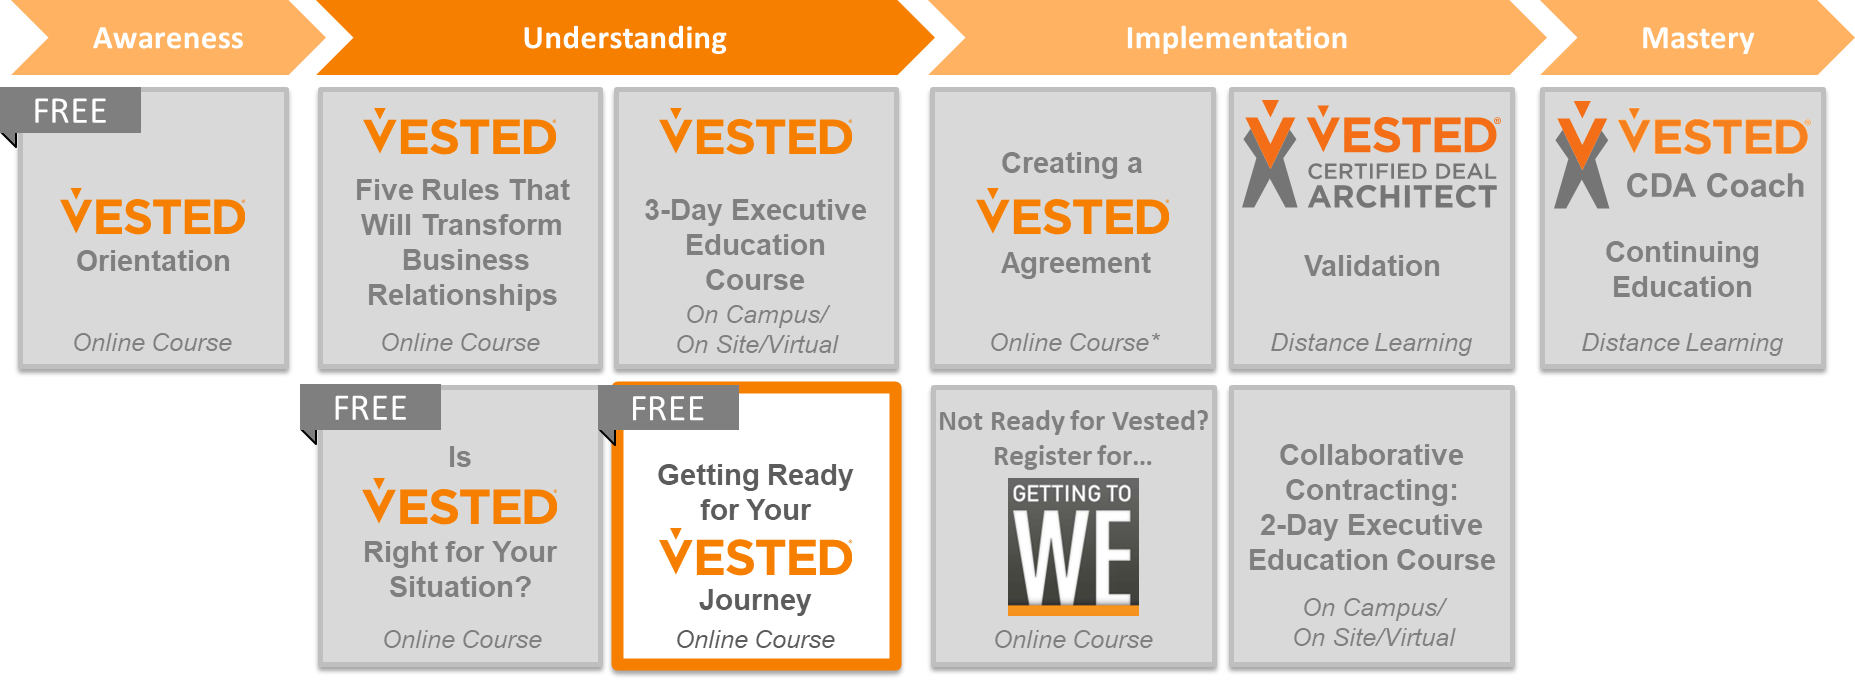 Awareness
Understanding
Implementation
Mastery
FREE
VESTED®
Orientation
Online Course
VESTED®
Five Rules That
Will Transform
Business
Relationships
Online Course
VESTED®
3-Day Executive
Education
Course
On Campus/
On Site/Virtual
Creating a
VESTED®
Agreement
Online Course*
VESTED®
CERTIFIED DEAL
ARCHITECT
Validation
Distance Learning
VESTED®
CDA Coach
Continuing
Education
Distance Learning
FREE
Is
VESTED®
Right for Your
Situation?
Online Course
FREE
Getting Ready
for Your
VESTED®
Journey
Online Course
Not Ready for Vested?
Register for...
GETTING TO
WE
Online Course
Collaborative
Contracting:
2-Day Executive
Education Course
On Campus/
On Site/Virtual